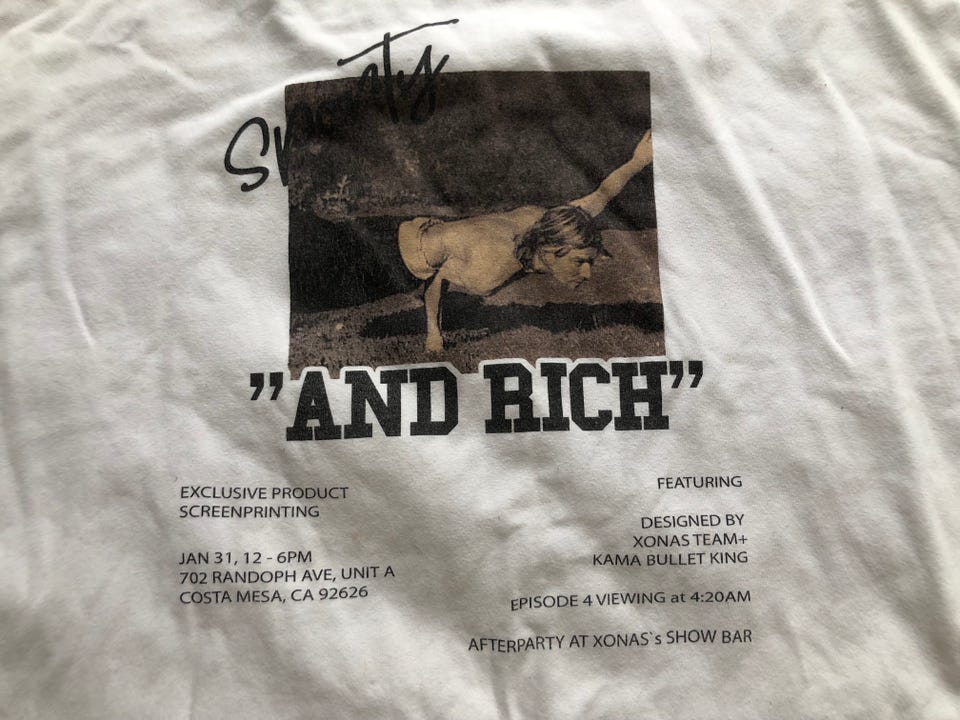 Sporty
”AND RICH”
EXCLUSIVE PRODUCT
SCREENPRINTING
JAN 31, 12 - 6PM
702 RANDOPH AVE, UNIT A
COSTA MESA, CA 92626
FEATURING
DESIGNED BY
XONAS TEAM+
KAMA BULLET KING
EPISODE 4 VIEWING at 4:20AM
AFTERPARTY AT XONAS`s SHOW BAR